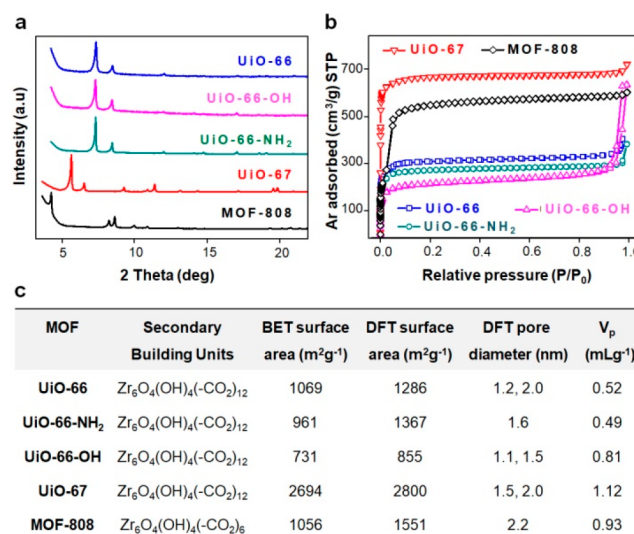 a
UiO-66
UiO-66-OH
UiO-66-NH₂
UiO-67
MOF-808
Intensity (a.u)
5 10 15 20
2 Theta (deg)
b
UiO-67 MOF-808
UiO-66
UiO-66-OH
UiO-66-NH₂
Ar adsorbed (cm³/g) STP
700
500
300
100
0.0 0.2 0.4 0.6 0.8 1.0
Relative pressure (P/P₀)
c
MOF Secondary BET surface DFT surface DFT pore Vₚ
Building Units area (m²g⁻¹) area (m²g⁻¹) diameter (nm) (mLg⁻¹)
UiO-66 Zr₆O₄(OH)₄(-CO₂)₁₂ 1069 1286 1.2, 2.0 0.52
UiO-66-NH₂ Zr₆O₄(OH)₄(-CO₂)₁₂ 961 1367 1.6 0.49
UiO-66-OH Zr₆O₄(OH)₄(-CO₂)₁₂ 731 855 1.1, 1.5 0.81
UiO-67 Zr₆O₄(OH)₄(-CO₂)₁₂ 2694 2800 1.5, 2.0 1.12
MOF-808 Zr₆O₄(OH)₄(-CO₂)₆ 1056 1551 2.2 0.93